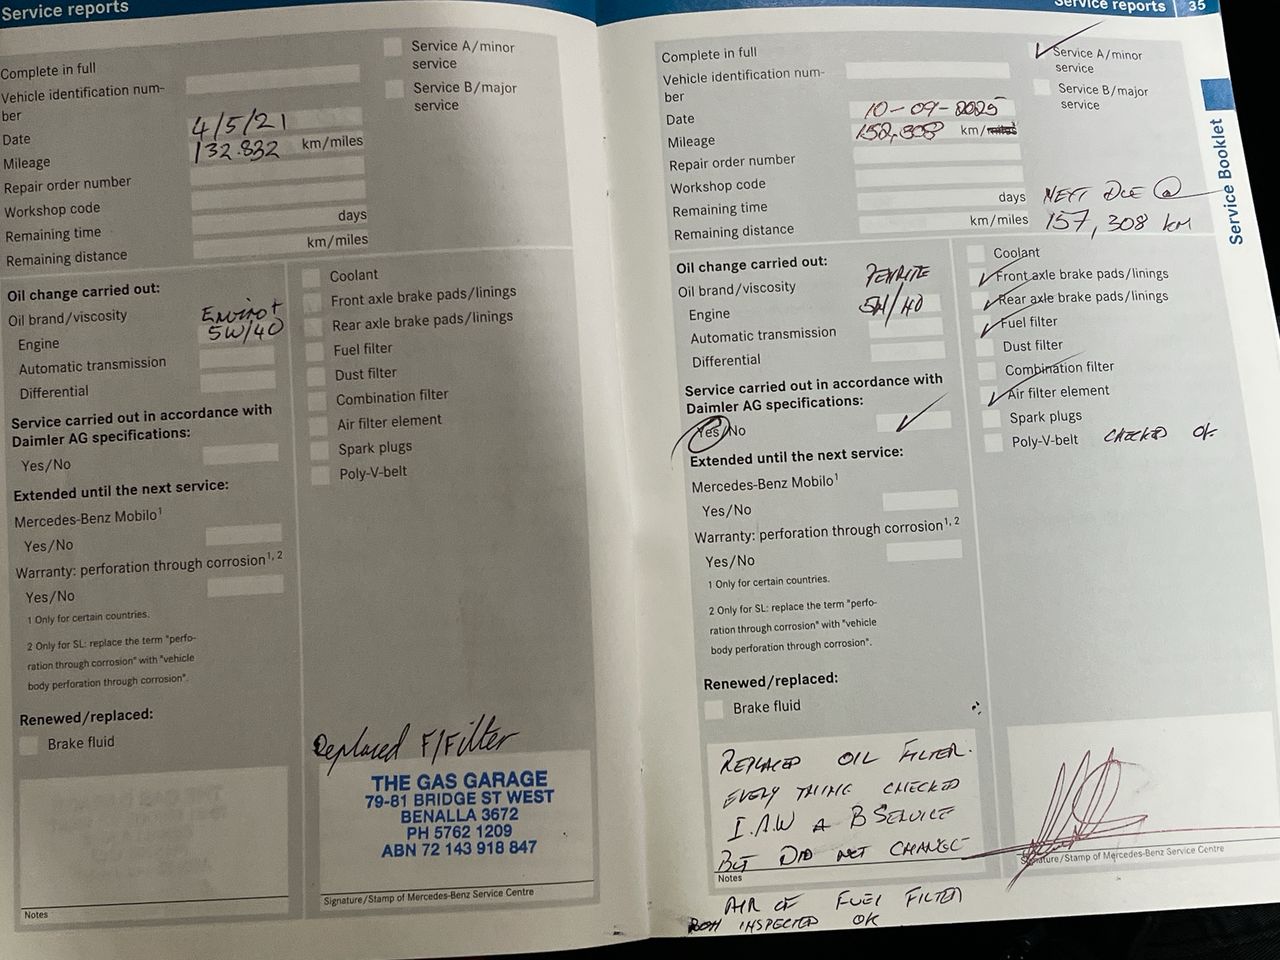 Service reports
Complete in full
Vehicle identification num-
ber
Date 4/5/21
Mileage 132.832 km/miles
Repair order number
Workshop code
Remaining time days
Remaining distance km/miles
Service A/minor
service
Service B/major
service
Oil change carried out:
Oil brand/viscosity Enviro+
Engine 5W/40
Automatic transmission
Differential
Service carried out in accordance with
Daimler AG specifications:
Yes/No
Extended until the next service:
Mercedes-Benz Mobilo¹
Yes/No
Warranty: perforation through corrosion¹, ²
Yes/No
1 Only for certain countries.
2 Only for SL: replace the term "perfo-
ration through corrosion" with "vehicle
body perforation through corrosion".
Renewed/replaced:
Brake fluid
Notes
Coolant
Front axle brake pads/linings
Rear axle brake pads/linings
Fuel filter
Dust filter
Combination filter
Air filter element
Spark plugs
Poly-V-belt
Replaced F/Filter
THE GAS GARAGE
79-81 BRIDGE ST WEST
BENALLA 3672
PH 5762 1209
ABN 72 143 918 847
Signature/Stamp of Mercedes-Benz Service Centre
Service reports 35
Complete in full
Vehicle identification num-
ber
Date 10-09-2025
Mileage 152,808 km/miles
Repair order number
Workshop code
Remaining time days
Remaining distance km/miles
Service A/minor
service
Service B/major
service
NEXT DUE @
157,308 km
Service Booklet
Oil change carried out:
Oil brand/viscosity PENRITE
Engine 5W/40
Automatic transmission
Differential
Service carried out in accordance with
Daimler AG specifications:
Yes/No
Extended until the next service:
Mercedes-Benz Mobilo¹
Yes/No
Warranty: perforation through corrosion¹, ²
Yes/No
1 Only for certain countries.
2 Only for SL: replace the term "perfo-
ration through corrosion" with "vehicle
body perforation through corrosion".
Renewed/replaced:
Brake fluid
REPLACED OIL FILTER.
EVERY THING CHECKED
I.A.W A B SERVICE
BUT DID NOT CHANGE
Notes
AIR OR FUEL FILTER
BOTH INSPECTED OK
Coolant
Front axle brake pads/linings
Rear axle brake pads/linings
Fuel filter
Dust filter
Combination filter
Air filter element
Spark plugs
Poly-V-belt CHECKED OK
Signature/Stamp of Mercedes-Benz Service Centre